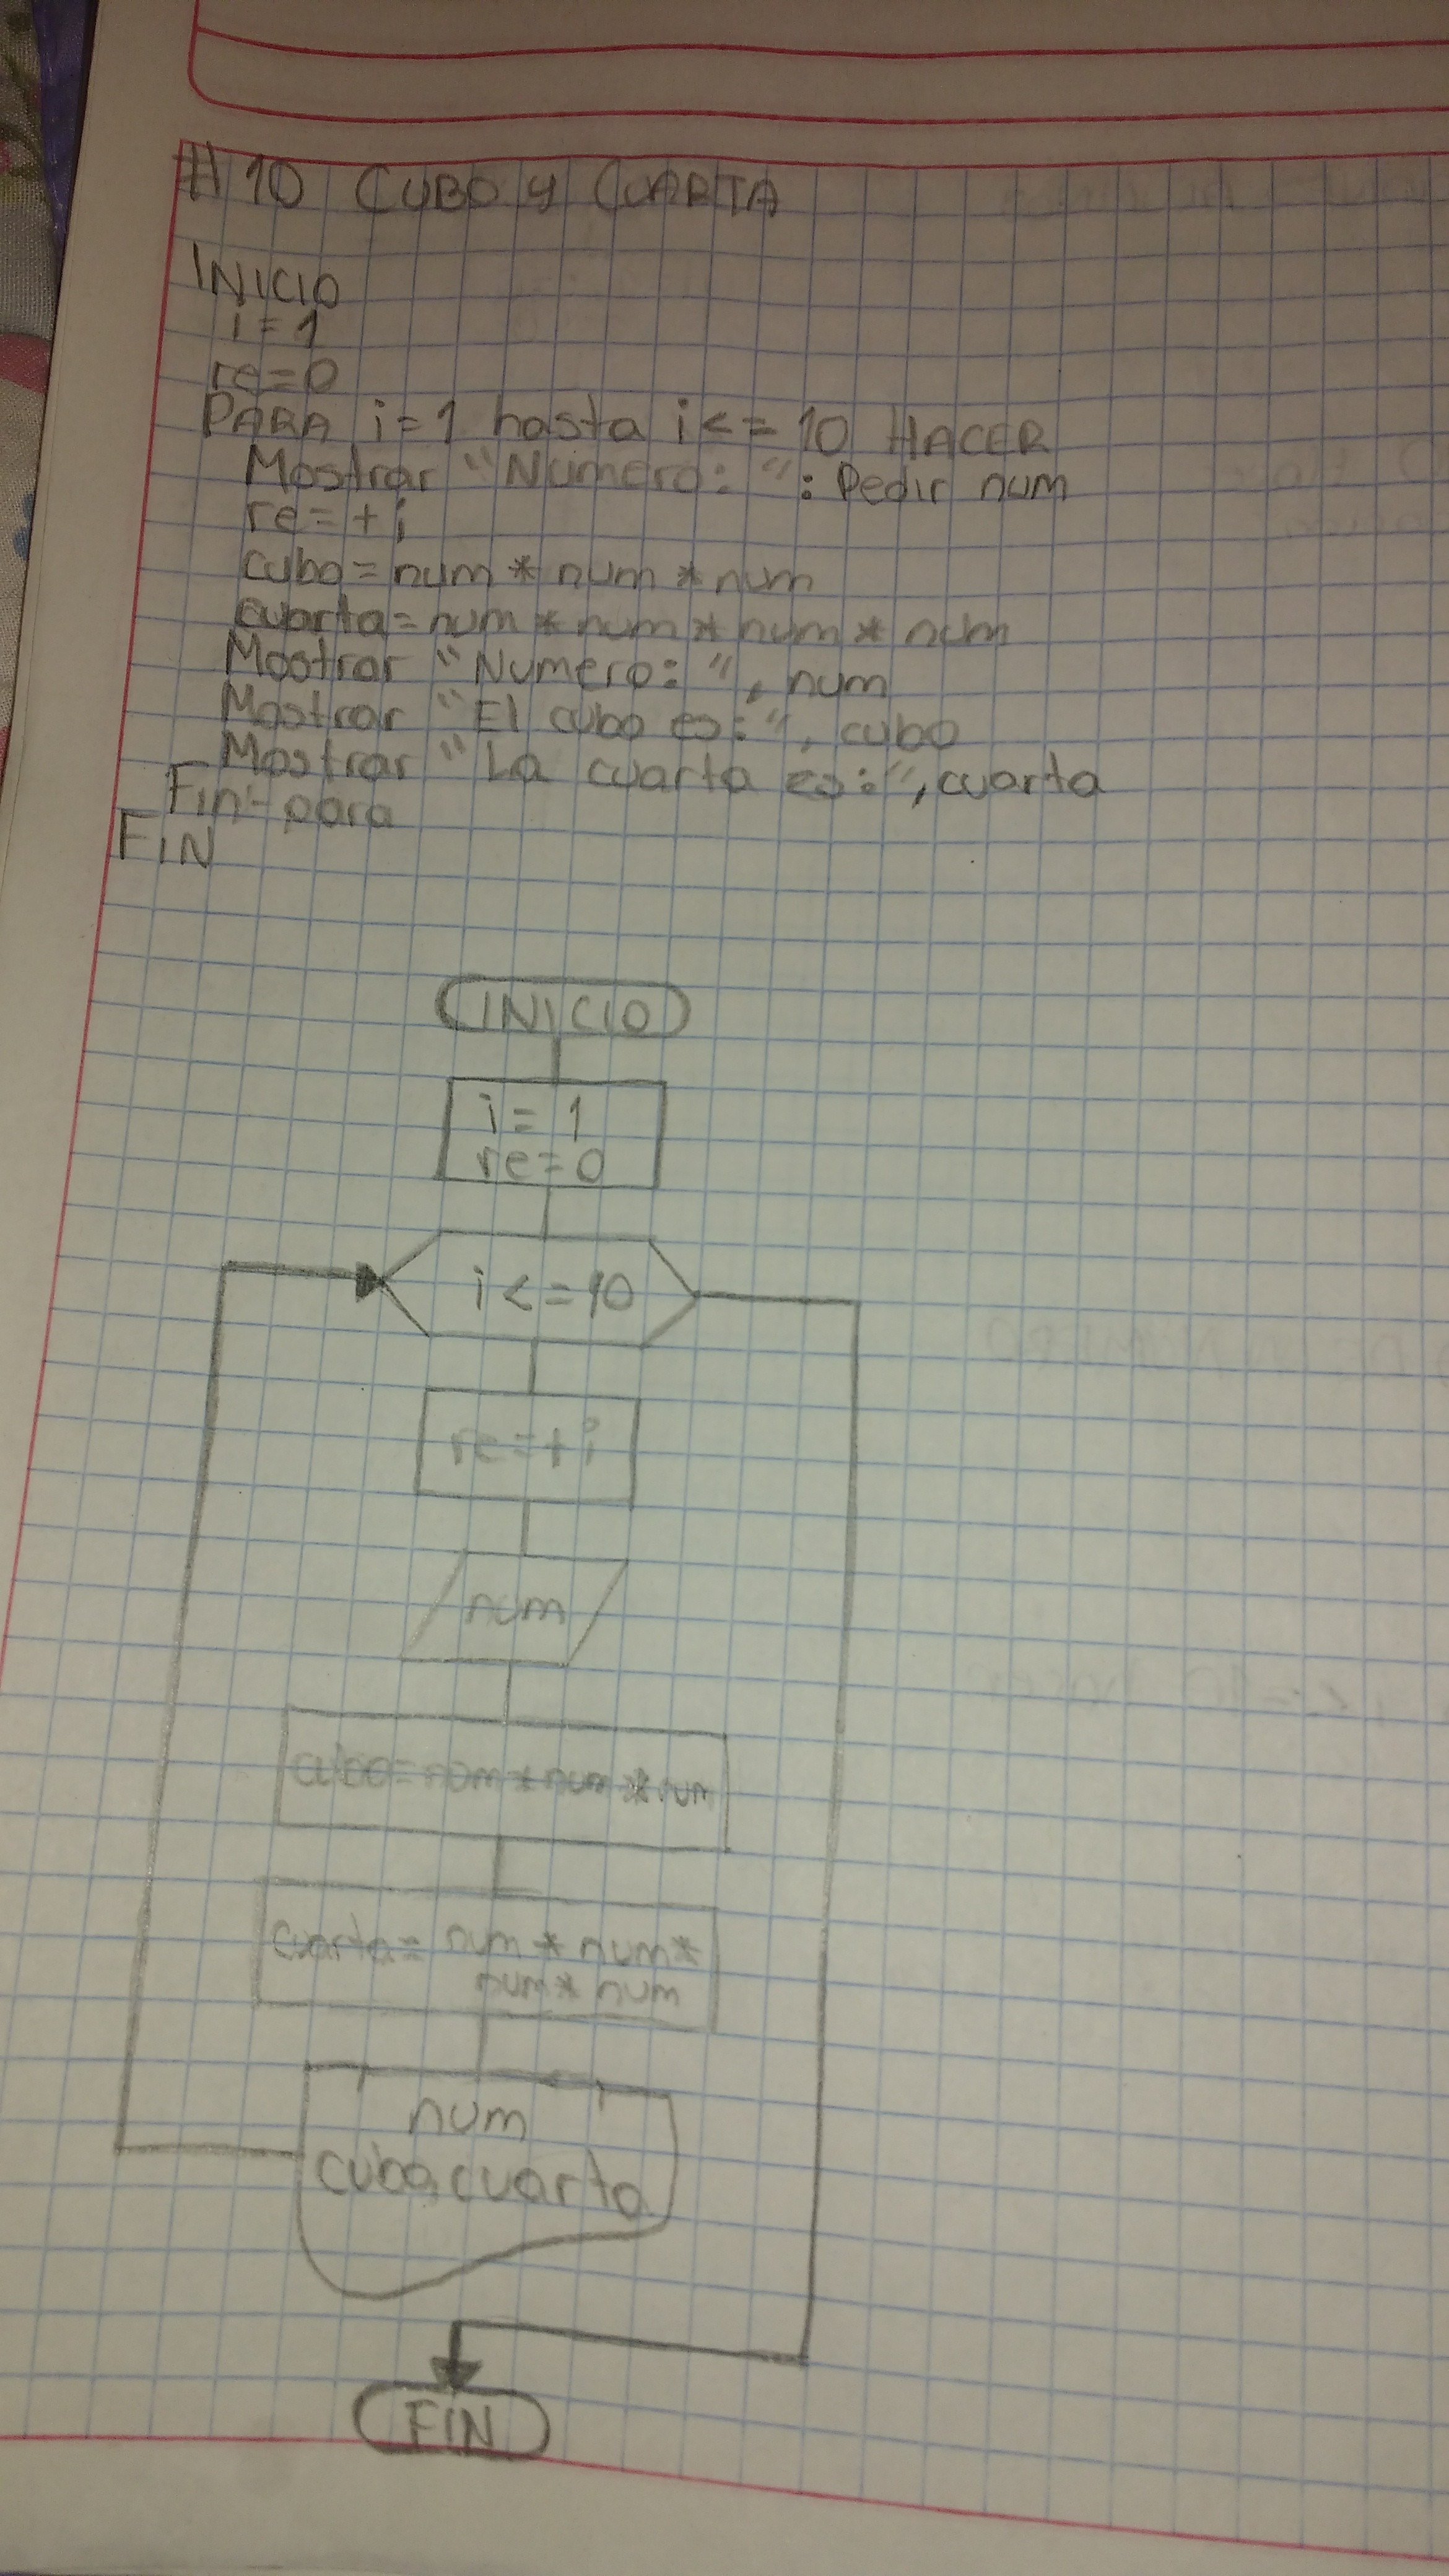 #10 CUBO y CUARTA
INICIO
i=1
re=0
PARA i=1 hasta i<=10 HACER
Mostrar "Numero: ": Pedir num
re=+i
cubo=num*num*num
cuarta=num*num*num*num
Mostrar "Numero: ", num
Mostrar "El cubo es:", cubo
Mostrar "La cuarta es:", cuarta
Fin-para
FIN
INICIO
i=1
re=0
i<=10
re=+i
num
cubo=num*num*num
cuarta=num*num*
num*num
num
cubo,cuarta
FIN